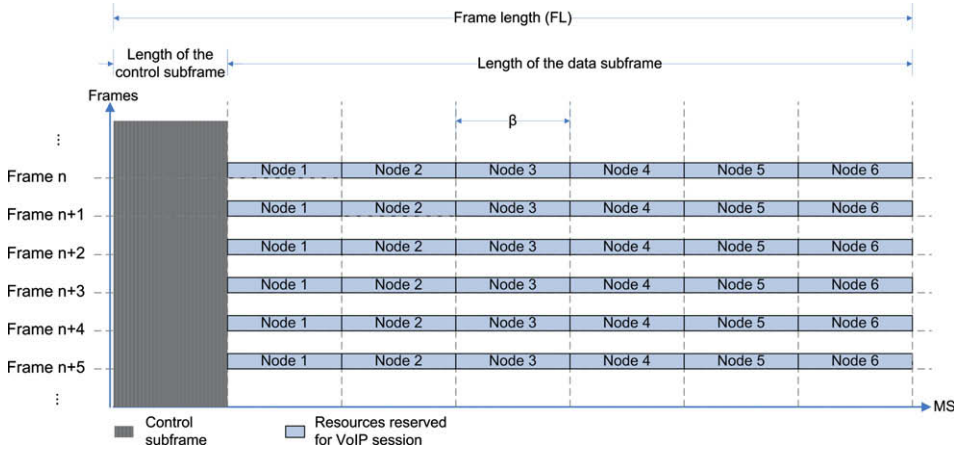 Frame length (FL)
Length of the
control subframe
Length of the data subframe
Frames
β
...
Frame n Node 1 Node 2 Node 3 Node 4 Node 5 Node 6
Frame n+1 Node 1 Node 2 Node 3 Node 4 Node 5 Node 6
Frame n+2 Node 1 Node 2 Node 3 Node 4 Node 5 Node 6
Frame n+3 Node 1 Node 2 Node 3 Node 4 Node 5 Node 6
Frame n+4 Node 1 Node 2 Node 3 Node 4 Node 5 Node 6
Frame n+5 Node 1 Node 2 Node 3 Node 4 Node 5 Node 6
...
MS
Control
subframe
Resources reserved
for VoIP session